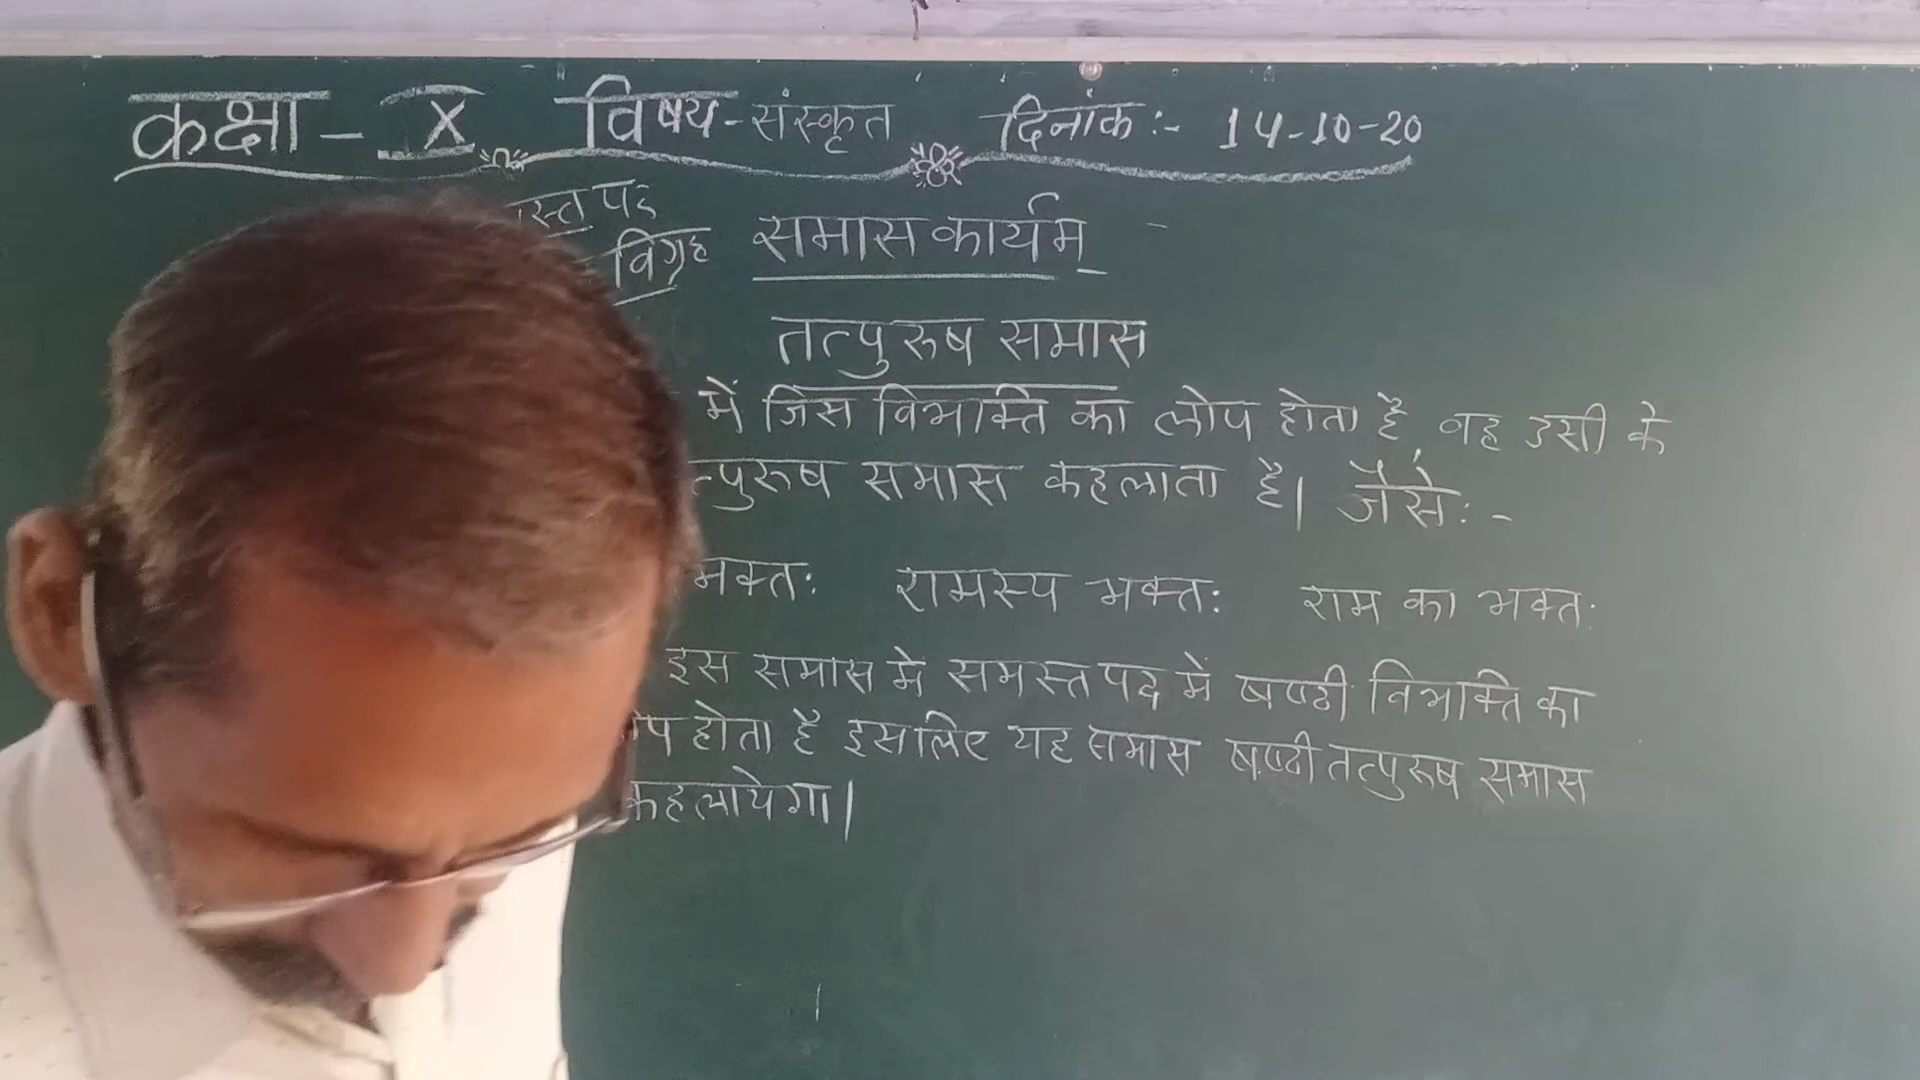 कक्षा - X विषय - संस्कृत दिनांक :- 14-10-20
पद
विग्रह समास कार्यम्
तत्पुरुष समास
में जिस विभक्ति का लोप होता है, वह उसी के
समास कहलाता है। जैसे :-
रामस्य भक्तः राम का भक्तः
इस समास मे समस्त पद में षष्ठी विभक्ति का
होता है इसलिए यह समास षष्ठी तत्पुरुष समास
कहलायेगा।